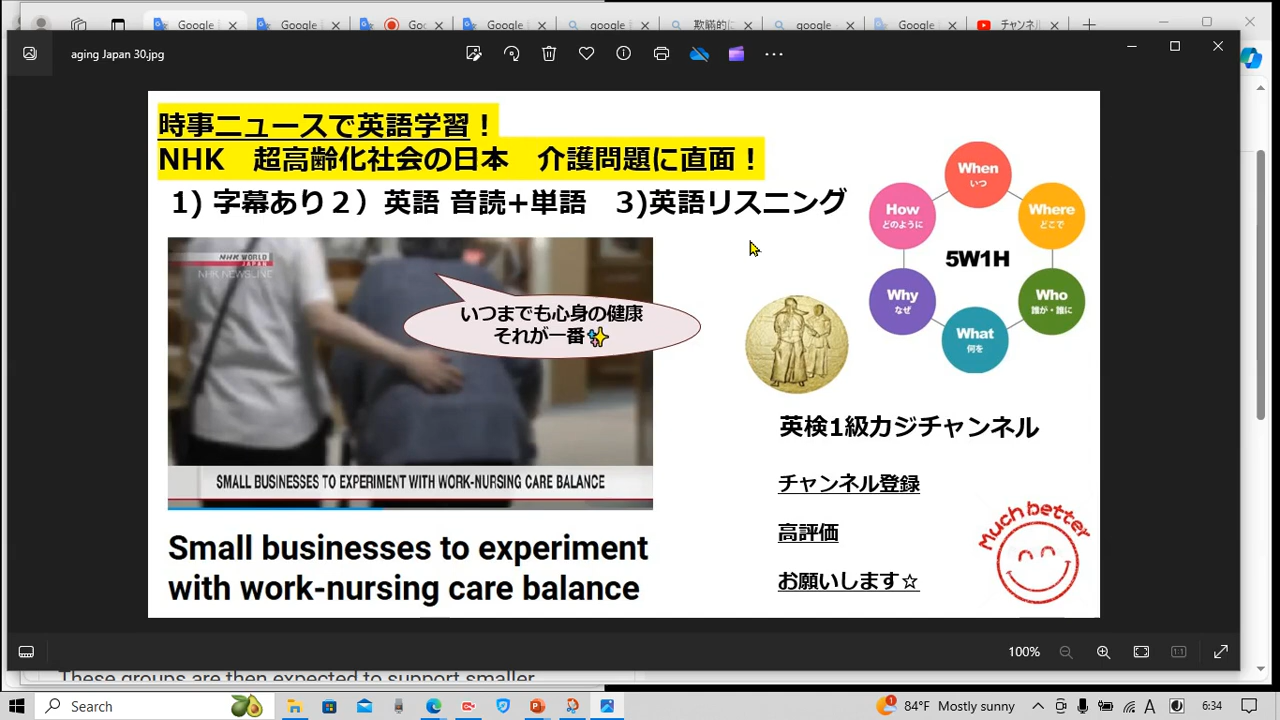 Google
Google
Go
Google
google
欺瞞的に
google
Google
チャンネル
aging Japan 30.jpg
時事ニュースで英語学習！
NHK　超高齢化社会の日本　介護問題に直面！
1) 字幕あり２）英語 音読+単語　3)英語リスニング
NHK WORLD
JAPAN
NHK NEWSLINE
いつまでも心身の健康
それが一番✨
SMALL BUSINESSES TO EXPERIMENT WITH WORK-NURSING CARE BALANCE
Small businesses to experiment
with work-nursing care balance
When
いつ
How
どのように
Where
どこで
5W1H
Why
なぜ
Who
誰が・誰に
What
何を
英検1級カジチャンネル
チャンネル登録
高評価
お願いします☆
Much better
100%
1:1
These groups are then expected to support smaller
Search
1
84°F Mostly sunny
A
6:34